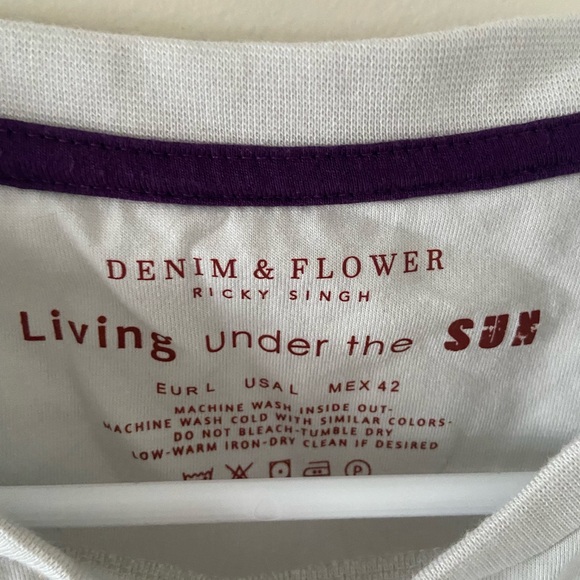 DENIM & FLOWER
RICKY SINGH
Living under the SUN
EUR L USA L MEX 42
MACHINE WASH INSIDE OUT-
MACHINE WASH COLD WITH SIMILAR COLORS-
DO NOT BLEACH-TUMBLE DRY
LOW-WARM IRON-DRY CLEAN IF DESIRED
P